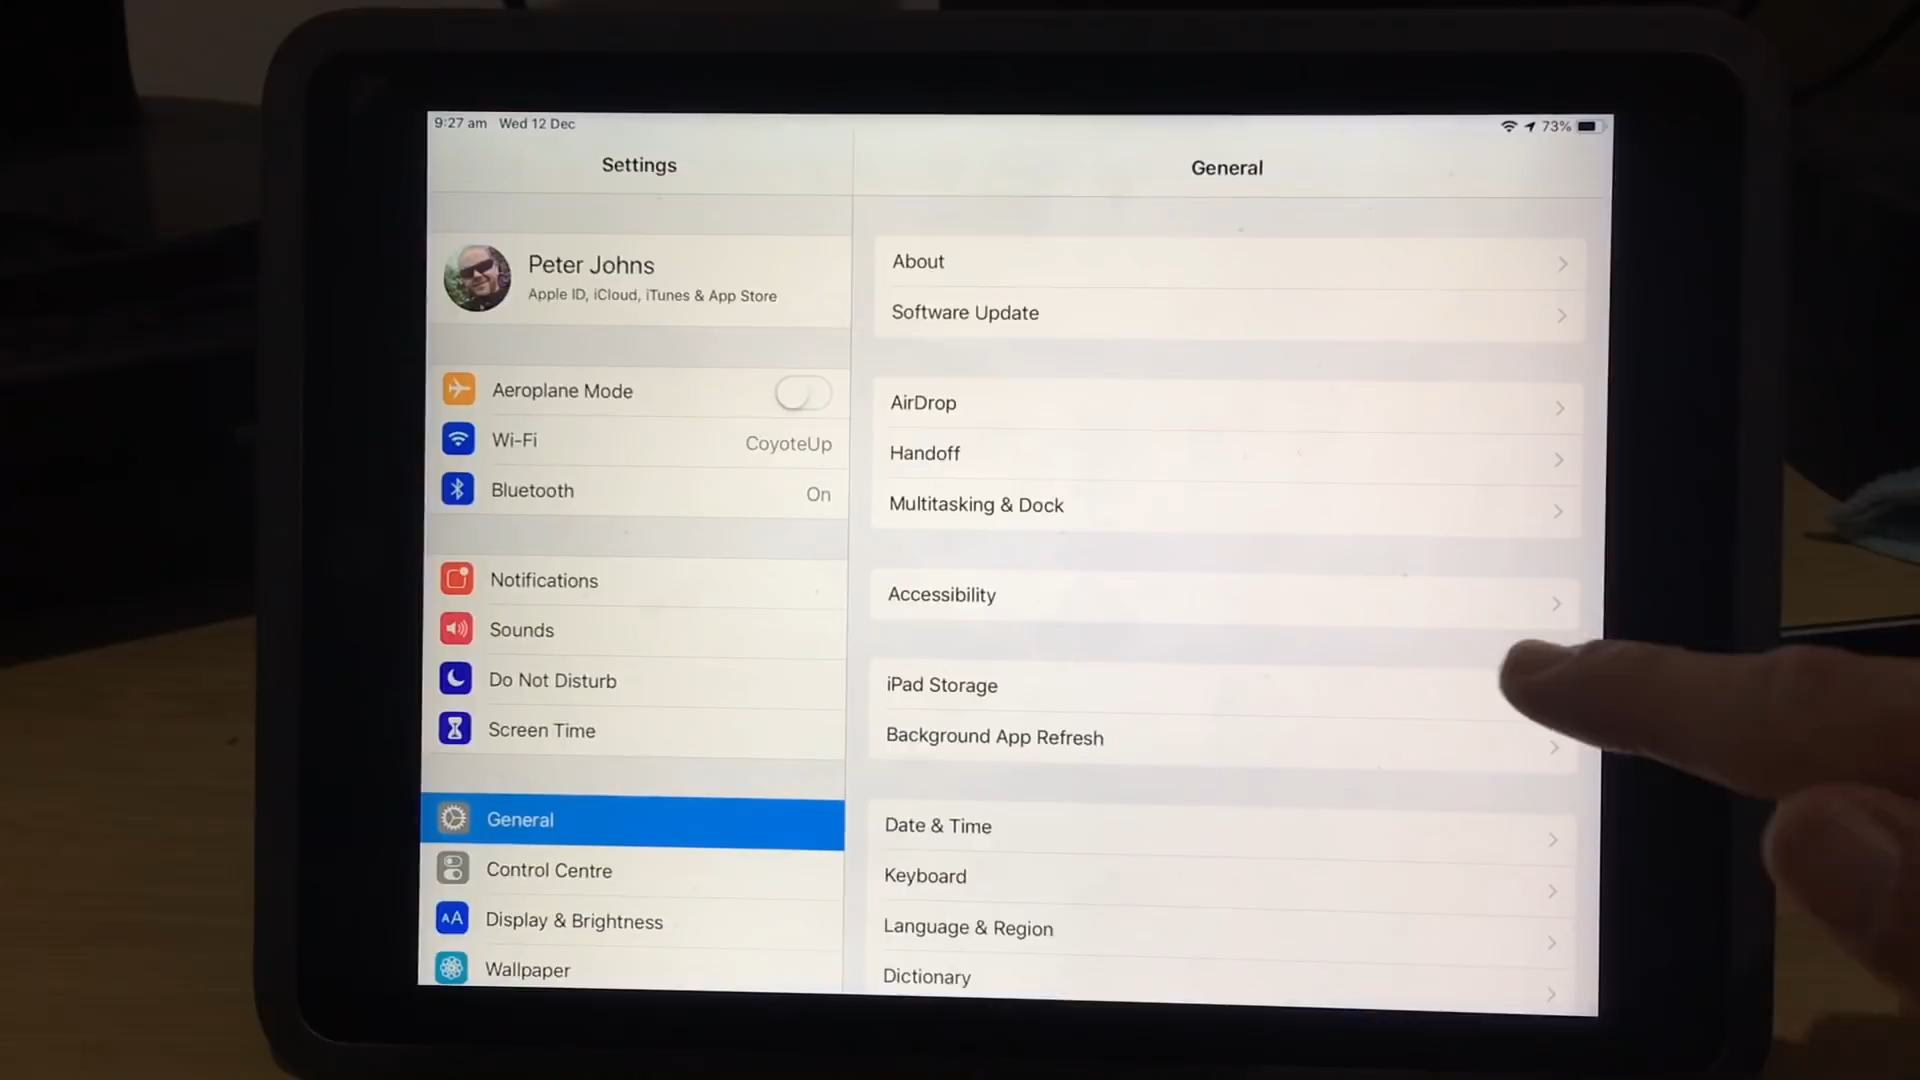 9:27 am Wed 12 Dec
73%
Settings
General
Peter Johns
Apple ID, iCloud, iTunes & App Store
Aeroplane Mode
Wi-Fi CoyoteUp
Bluetooth On
Notifications
Sounds
Do Not Disturb
Screen Time
General
Control Centre
AA Display & Brightness
Wallpaper
About
Software Update
AirDrop
Handoff
Multitasking & Dock
Accessibility
iPad Storage
Background App Refresh
Date & Time
Keyboard
Language & Region
Dictionary